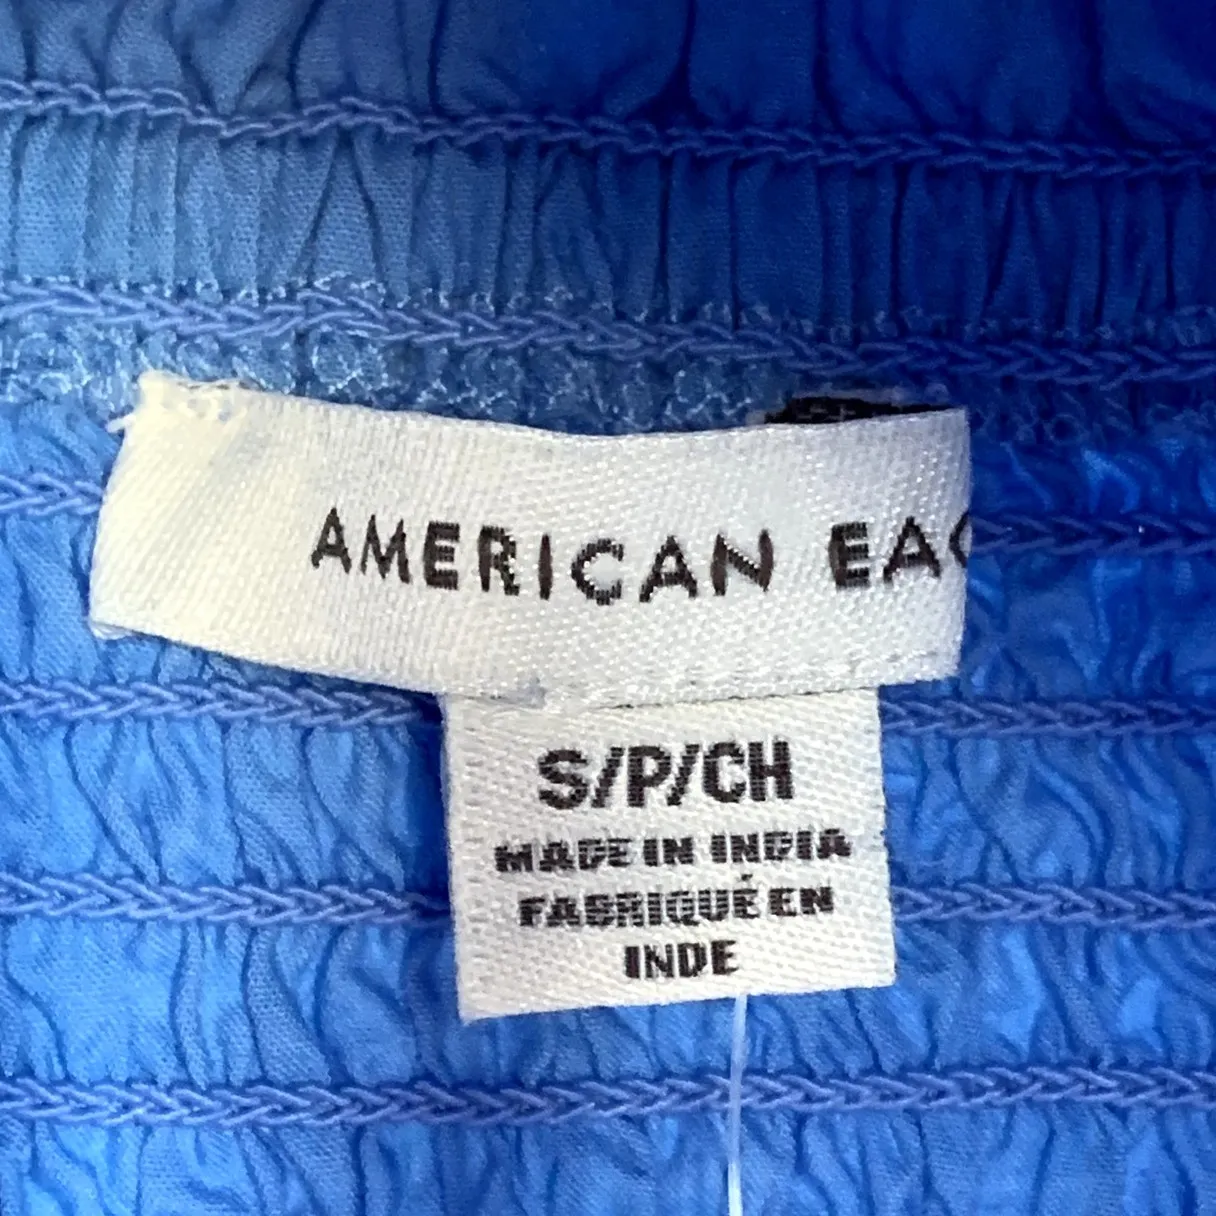 AMERICAN EAG
S/P/CH
MADE IN INDIA
FABRIQUÉ EN
INDE